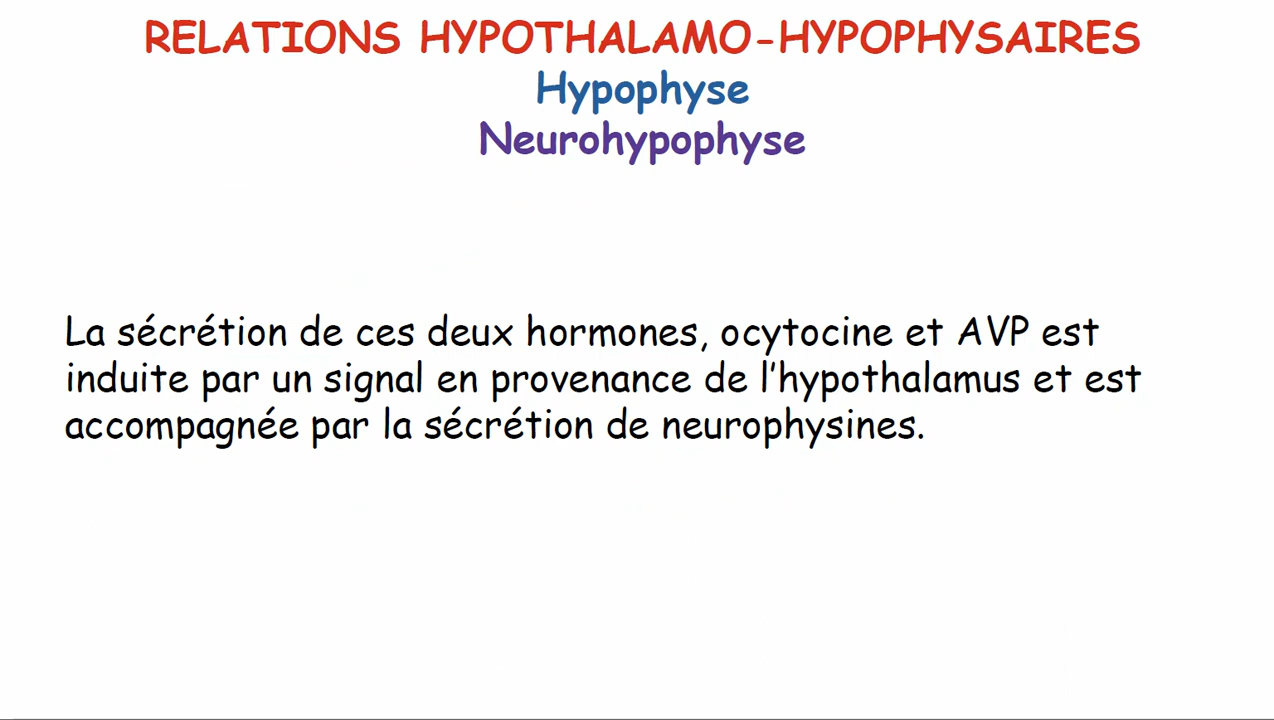 RELATIONS HYPOTHALAMO-HYPOPHYSAIRES
Hypophyse
Neurohypophyse
La sécrétion de ces deux hormones, ocytocine et AVP est
induite par un signal en provenance de l'hypothalamus et est
accompagnée par la sécrétion de neurophysines.